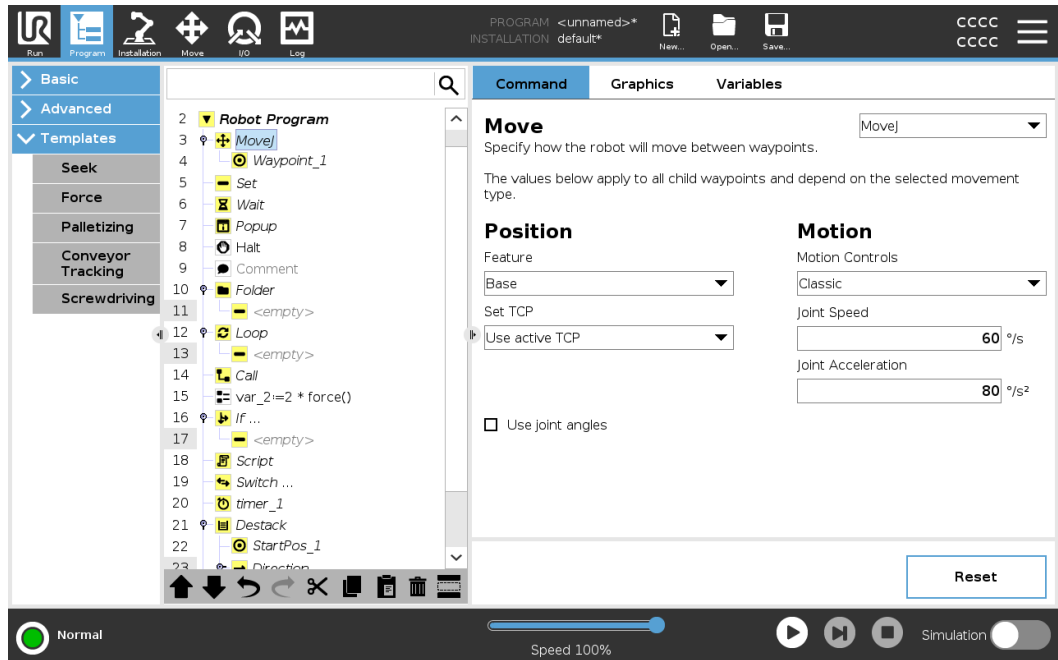 PROGRAM <unnamed>*
INSTALLATION default*
CCCC
CCCC
UR
Run
Program
Installation
Move
I/O
Log
New...
Open...
Save...
Basic
Advanced
Templates
Seek
Force
Palletizing
Conveyor
Tracking
Screwdriving
2 Robot Program
3 MoveJ
4 Waypoint_1
5 Set
6 Wait
7 Popup
8 Halt
9 Comment
10 Folder
11 <empty>
12 Loop
13 <empty>
14 Call
15 var_2:=2 * force()
16 If ...
17 <empty>
18 Script
19 Switch ...
20 timer_1
21 Destack
22 StartPos_1
23 Direction
Command
Graphics
Variables
Move
MoveJ
Specify how the robot will move between waypoints.
The values below apply to all child waypoints and depend on the selected movement
type.
Position
Feature
Base
Set TCP
Use active TCP
Use joint angles
Motion
Motion Controls
Classic
Joint Speed
60 °/s
Joint Acceleration
80 °/s²
Reset
Normal
Speed 100%
Simulation